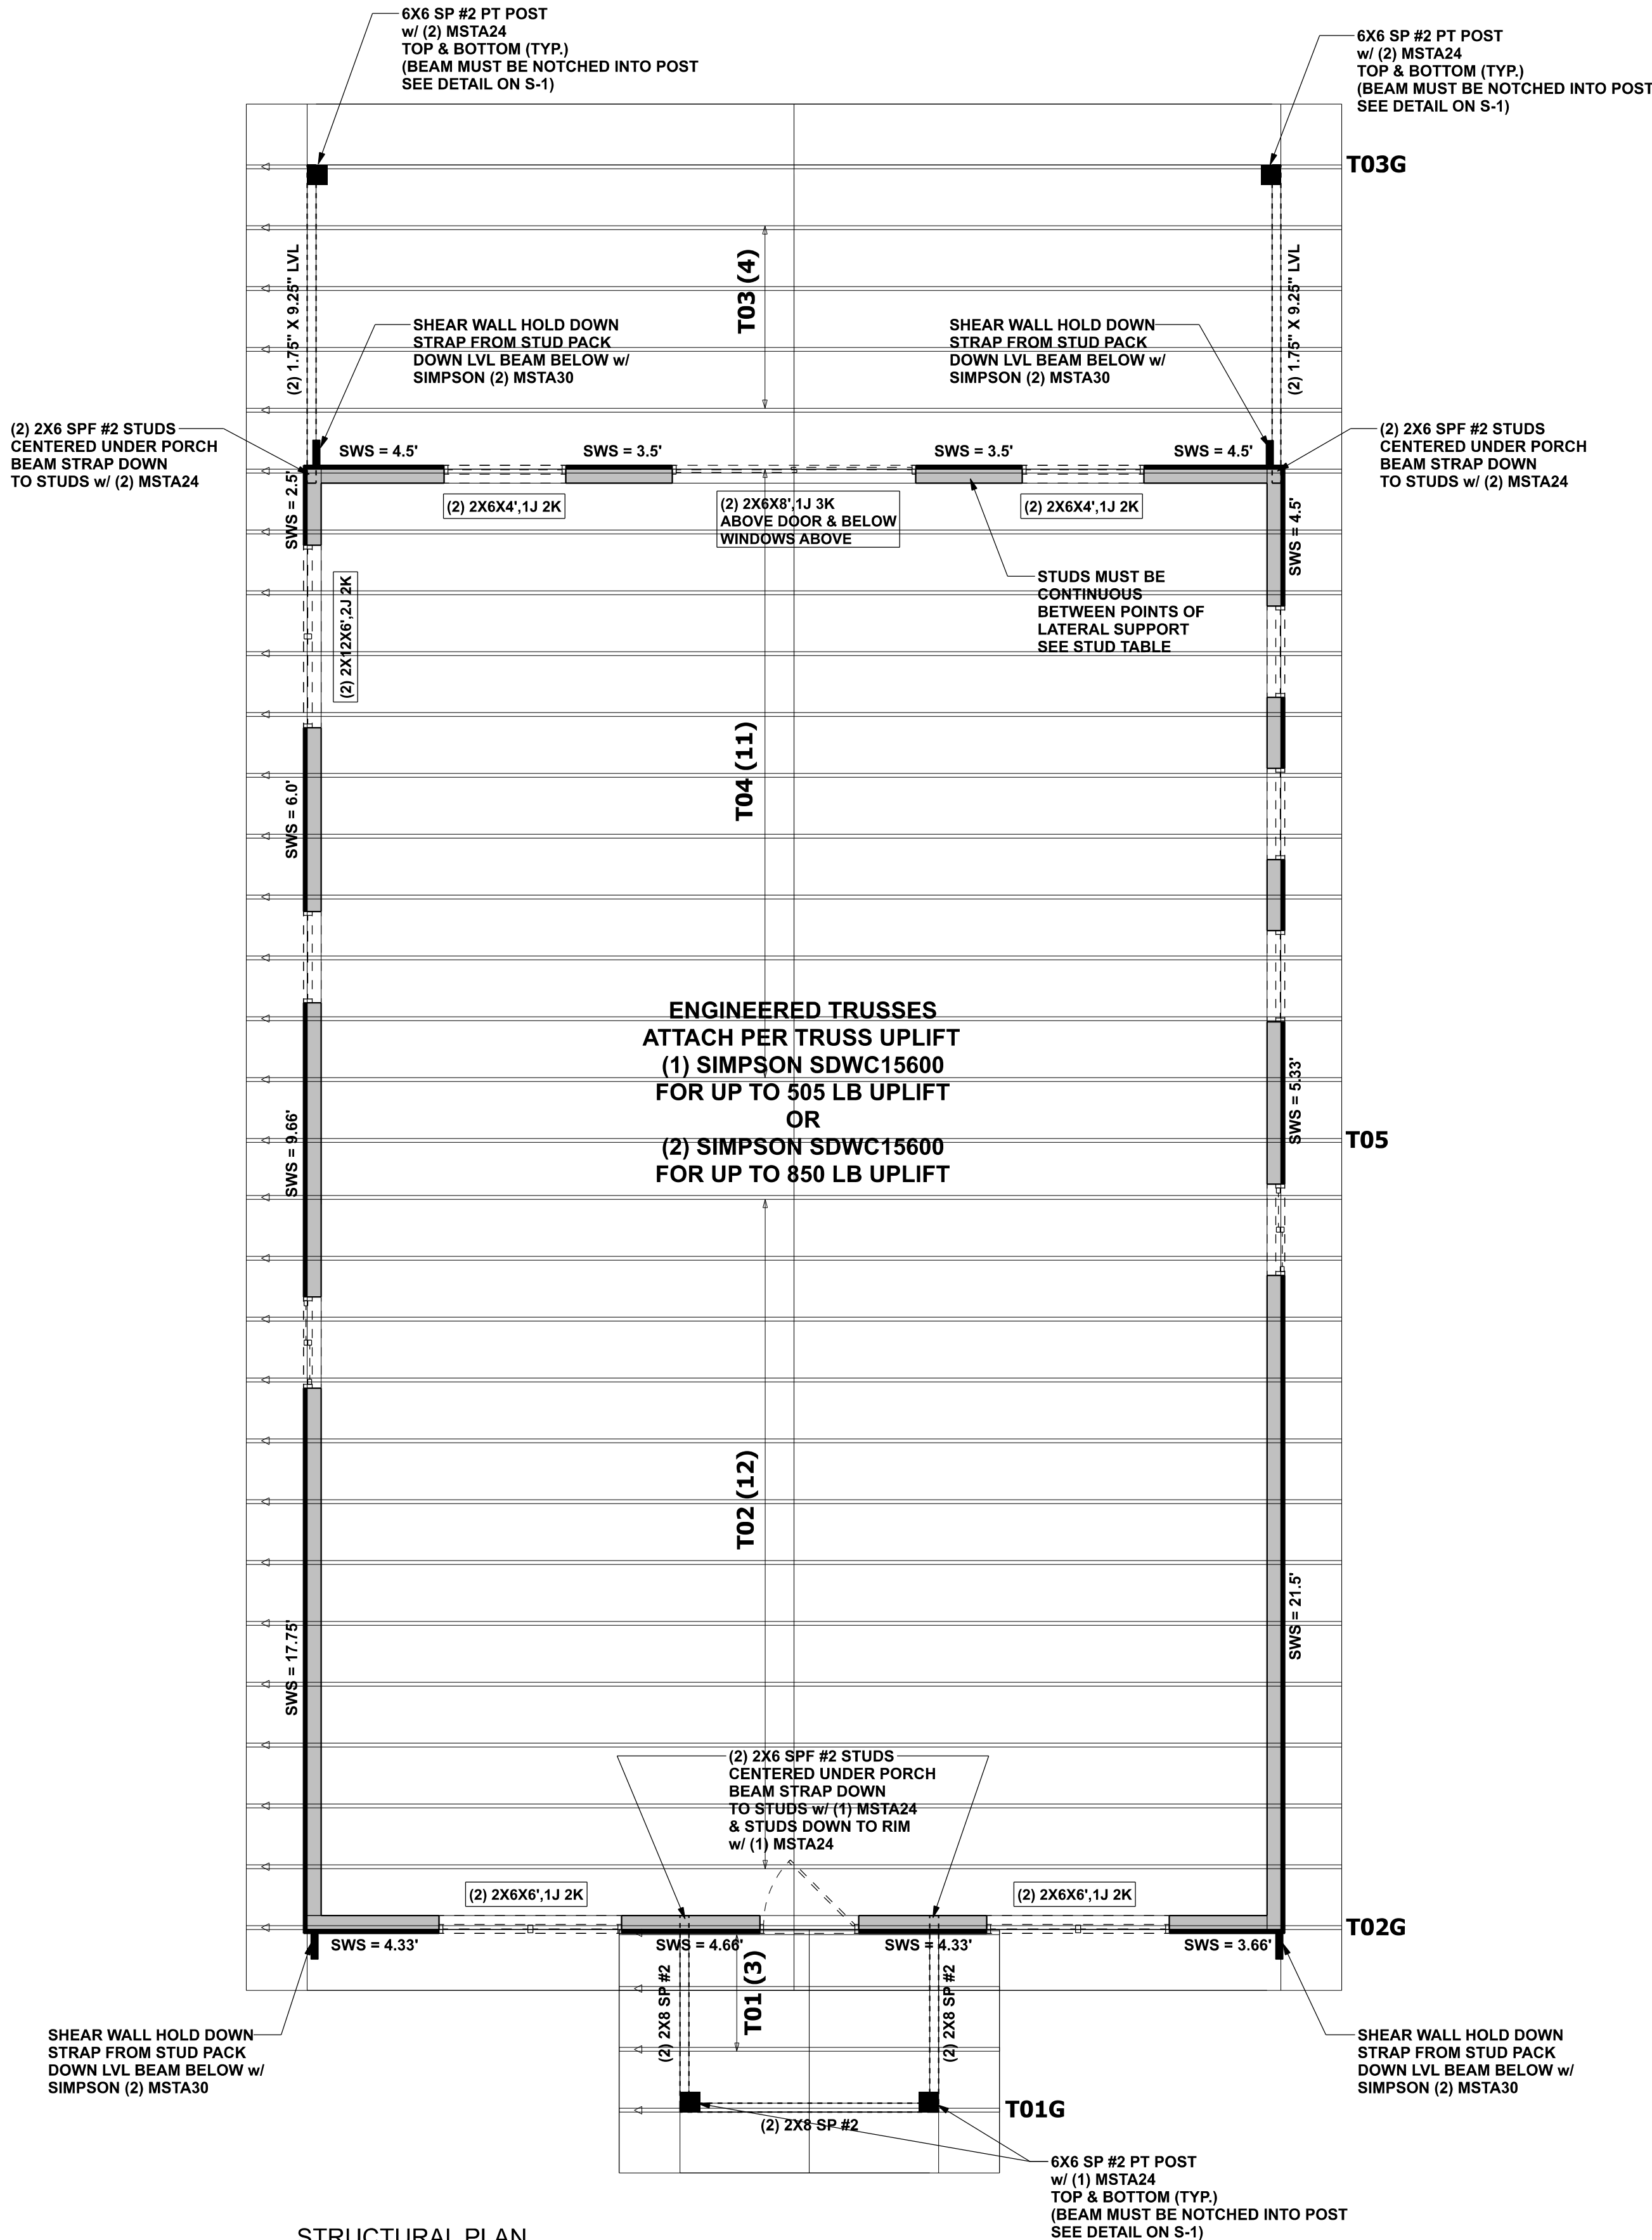 6X6 SP #2 PT POST
w/ (2) MSTA24
TOP & BOTTOM (TYP.)
(BEAM MUST BE NOTCHED INTO POST
SEE DETAIL ON S-1)
6X6 SP #2 PT POST
w/ (2) MSTA24
TOP & BOTTOM (TYP.)
(BEAM MUST BE NOTCHED INTO POST
SEE DETAIL ON S-1)
T03G
(2) 1.75" X 9.25" LVL
T03 (4)
(2) 1.75" X 9.25" LVL
SHEAR WALL HOLD DOWN
STRAP FROM STUD PACK
DOWN LVL BEAM BELOW w/
SIMPSON (2) MSTA30
SHEAR WALL HOLD DOWN
STRAP FROM STUD PACK
DOWN LVL BEAM BELOW w/
SIMPSON (2) MSTA30
(2) 2X6 SPF #2 STUDS
CENTERED UNDER PORCH
BEAM STRAP DOWN
TO STUDS w/ (2) MSTA24
(2) 2X6 SPF #2 STUDS
CENTERED UNDER PORCH
BEAM STRAP DOWN
TO STUDS w/ (2) MSTA24
SWS = 4.5'
SWS = 3.5'
SWS = 3.5'
SWS = 4.5'
SWS = 2.5'
(2) 2X6X4',1J 2K
(2) 2X6X8',1J 3K
ABOVE DOOR & BELOW
WINDOWS ABOVE
(2) 2X6X4',1J 2K
SWS = 4.5'
(2) 2X12X6',2J 2K
STUDS MUST BE
CONTINUOUS
BETWEEN POINTS OF
LATERAL SUPPORT
SEE STUD TABLE
T04 (11)
SWS = 6.0'
ENGINEERED TRUSSES
ATTACH PER TRUSS UPLIFT
(1) SIMPSON SDWC15600
FOR UP TO 505 LB UPLIFT
OR
(2) SIMPSON SDWC15600
FOR UP TO 850 LB UPLIFT
SWS = 9.66'
SWS = 5.33'
T05
T02 (12)
SWS = 17.75'
SWS = 21.5'
(2) 2X6 SPF #2 STUDS
CENTERED UNDER PORCH
BEAM STRAP DOWN
TO STUDS w/ (1) MSTA24
& STUDS DOWN TO RIM
w/ (1) MSTA24
(2) 2X6X6',1J 2K
(2) 2X6X6',1J 2K
T02G
SWS = 4.33'
SWS = 4.66'
SWS = 4.33'
SWS = 3.66'
(2) 2X8 SP #2
T01 (3)
(2) 2X8 SP #2
SHEAR WALL HOLD DOWN
STRAP FROM STUD PACK
DOWN LVL BEAM BELOW w/
SIMPSON (2) MSTA30
SHEAR WALL HOLD DOWN
STRAP FROM STUD PACK
DOWN LVL BEAM BELOW w/
SIMPSON (2) MSTA30
T01G
(2) 2X8 SP #2
6X6 SP #2 PT POST
w/ (1) MSTA24
TOP & BOTTOM (TYP.)
(BEAM MUST BE NOTCHED INTO POST
SEE DETAIL ON S-1)
STRUCTURAL PLAN